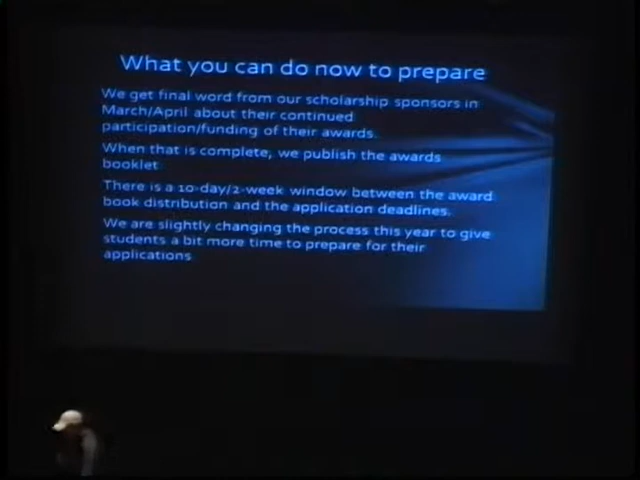 What you can do now to prepare
We get final word from our scholarship sponsors in
March/April about their continued
participation/funding of their awards.
When that is complete, we publish the awards
booklet
There is a 10-day/2-week window between the award
book distribution and the application deadlines.
We are slightly changing the process this year to give
students a bit more time to prepare for their
applications